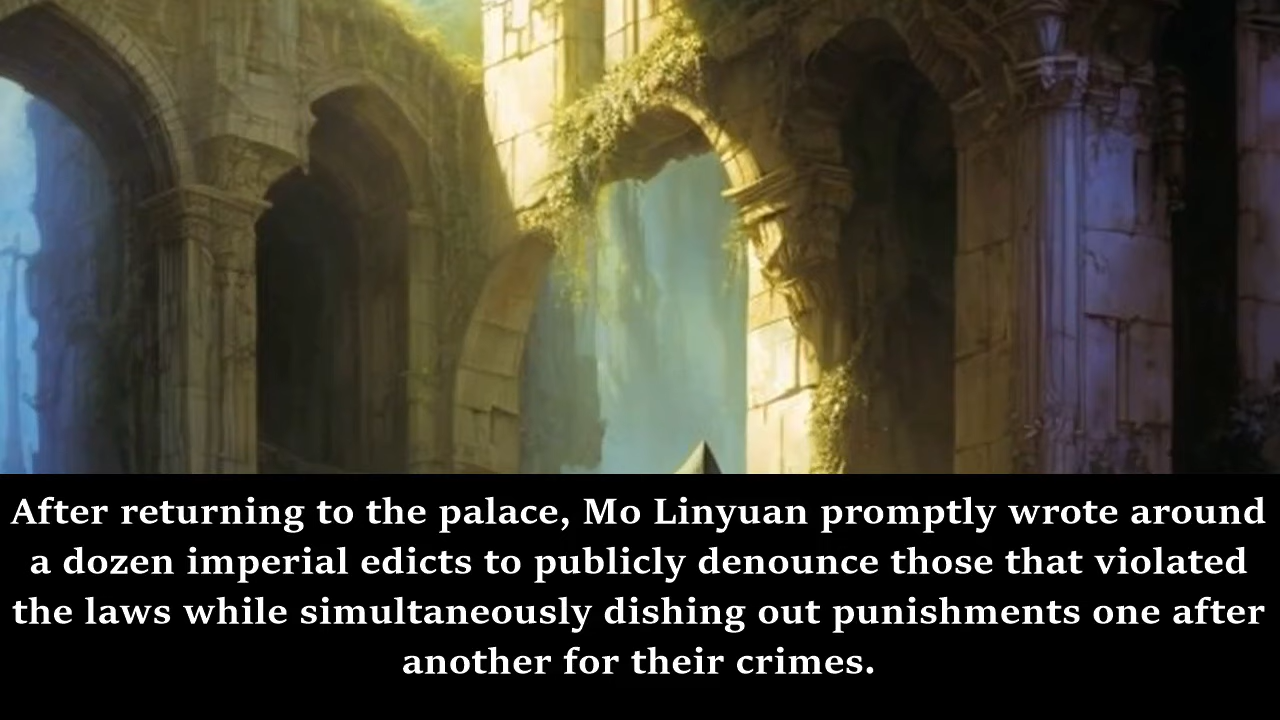 After returning to the palace, Mo Linyuan promptly wrote around
a dozen imperial edicts to publicly denounce those that violated
the laws while simultaneously dishing out punishments one after
another for their crimes.